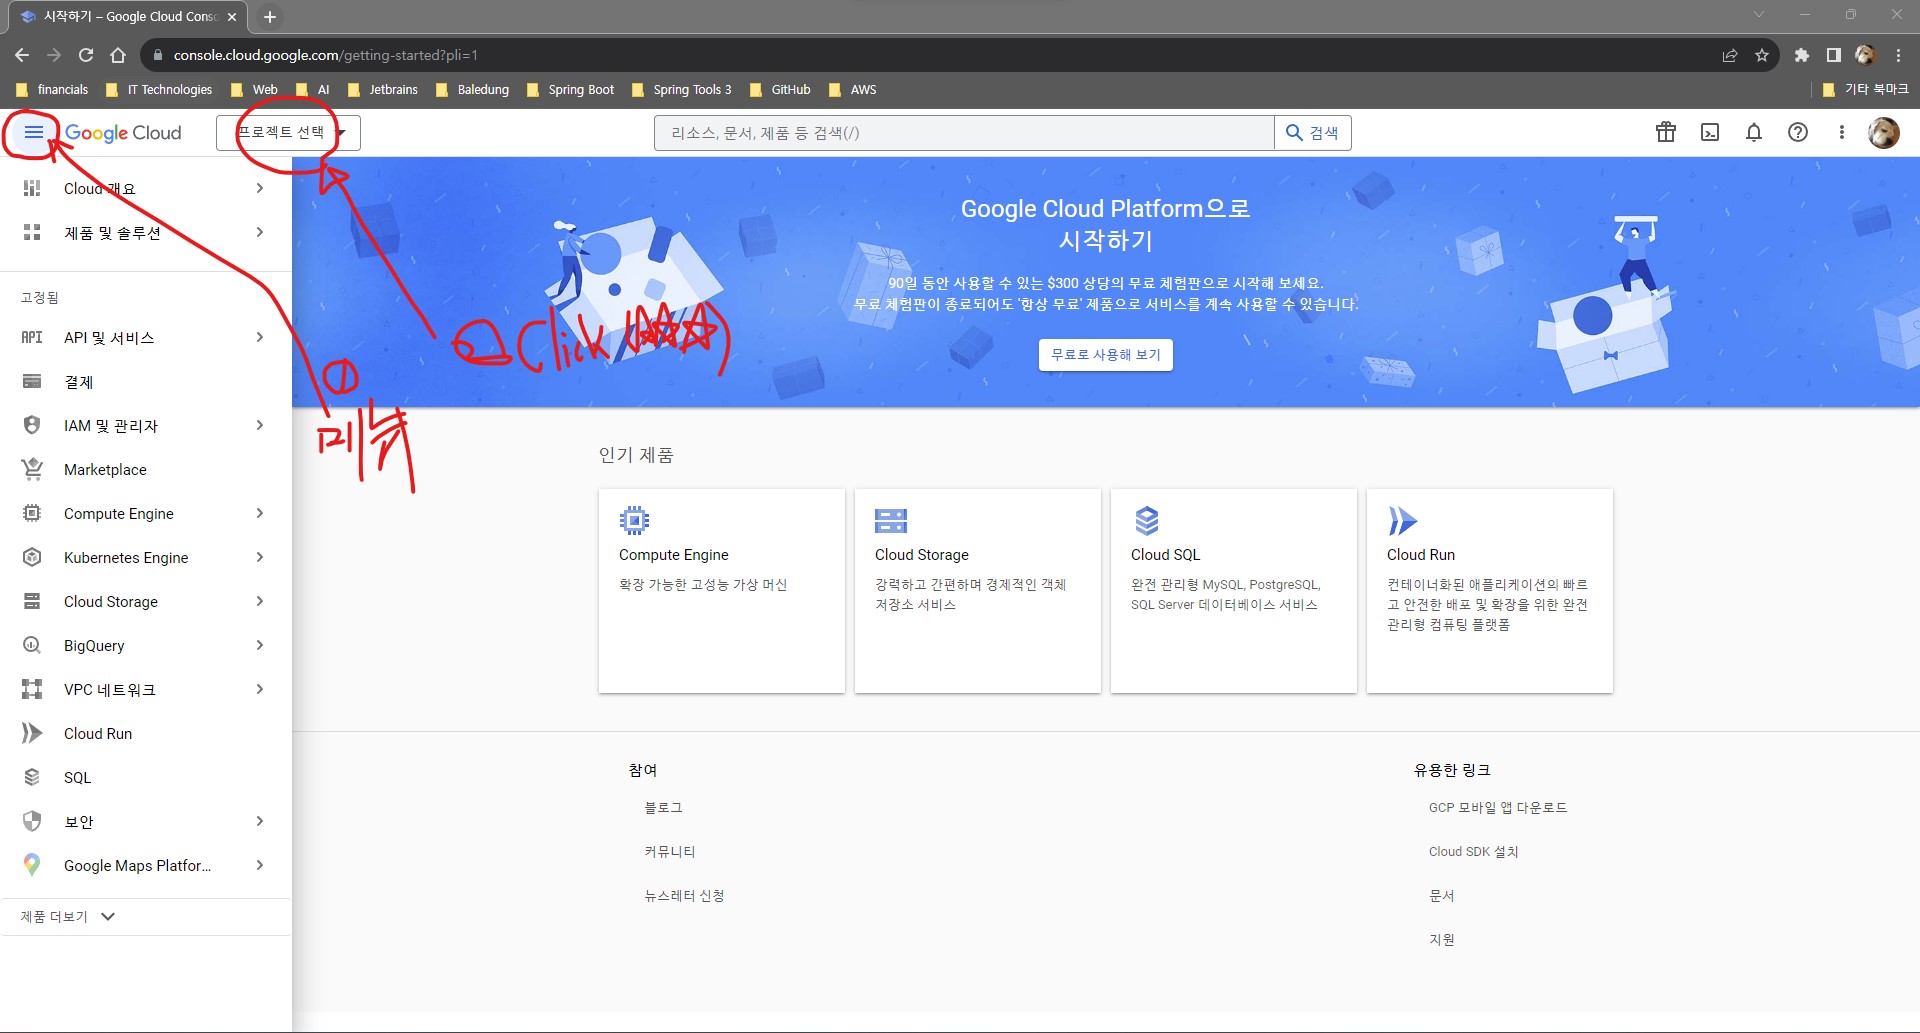 시작하기 – Google Cloud Conso
console.cloud.google.com/getting-started?pli=1
financials IT Technologies Web AI Jetbrains Baledung Spring Boot Spring Tools 3 GitHub AWS 기타 북마크
Google Cloud 프로젝트 선택 리소스, 문서, 제품 등 검색(/) 검색
Cloud 개요
제품 및 솔루션
고정됨
API API 및 서비스
결제
IAM 및 관리자
Marketplace
Compute Engine
Kubernetes Engine
Cloud Storage
BigQuery
VPC 네트워크
Cloud Run
SQL
보안
Google Maps Platfor...
제품 더보기
① 메뉴
② Click (☆☆☆)
Google Cloud Platform으로
시작하기
90일 동안 사용할 수 있는 $300 상당의 무료 체험판으로 시작해 보세요.
무료 체험판이 종료되어도 '항상 무료' 제품으로 서비스를 계속 사용할 수 있습니다.
무료로 사용해 보기
인기 제품
Compute Engine
확장 가능한 고성능 가상 머신
Cloud Storage
강력하고 간편하며 경제적인 객체
저장소 서비스
Cloud SQL
완전 관리형 MySQL, PostgreSQL,
SQL Server 데이터베이스 서비스
Cloud Run
컨테이너화된 애플리케이션의 빠르
고 안전한 배포 및 확장을 위한 완전
관리형 컴퓨팅 플랫폼
참여
블로그
커뮤니티
뉴스레터 신청
유용한 링크
GCP 모바일 앱 다운로드
Cloud SDK 설치
문서
지원